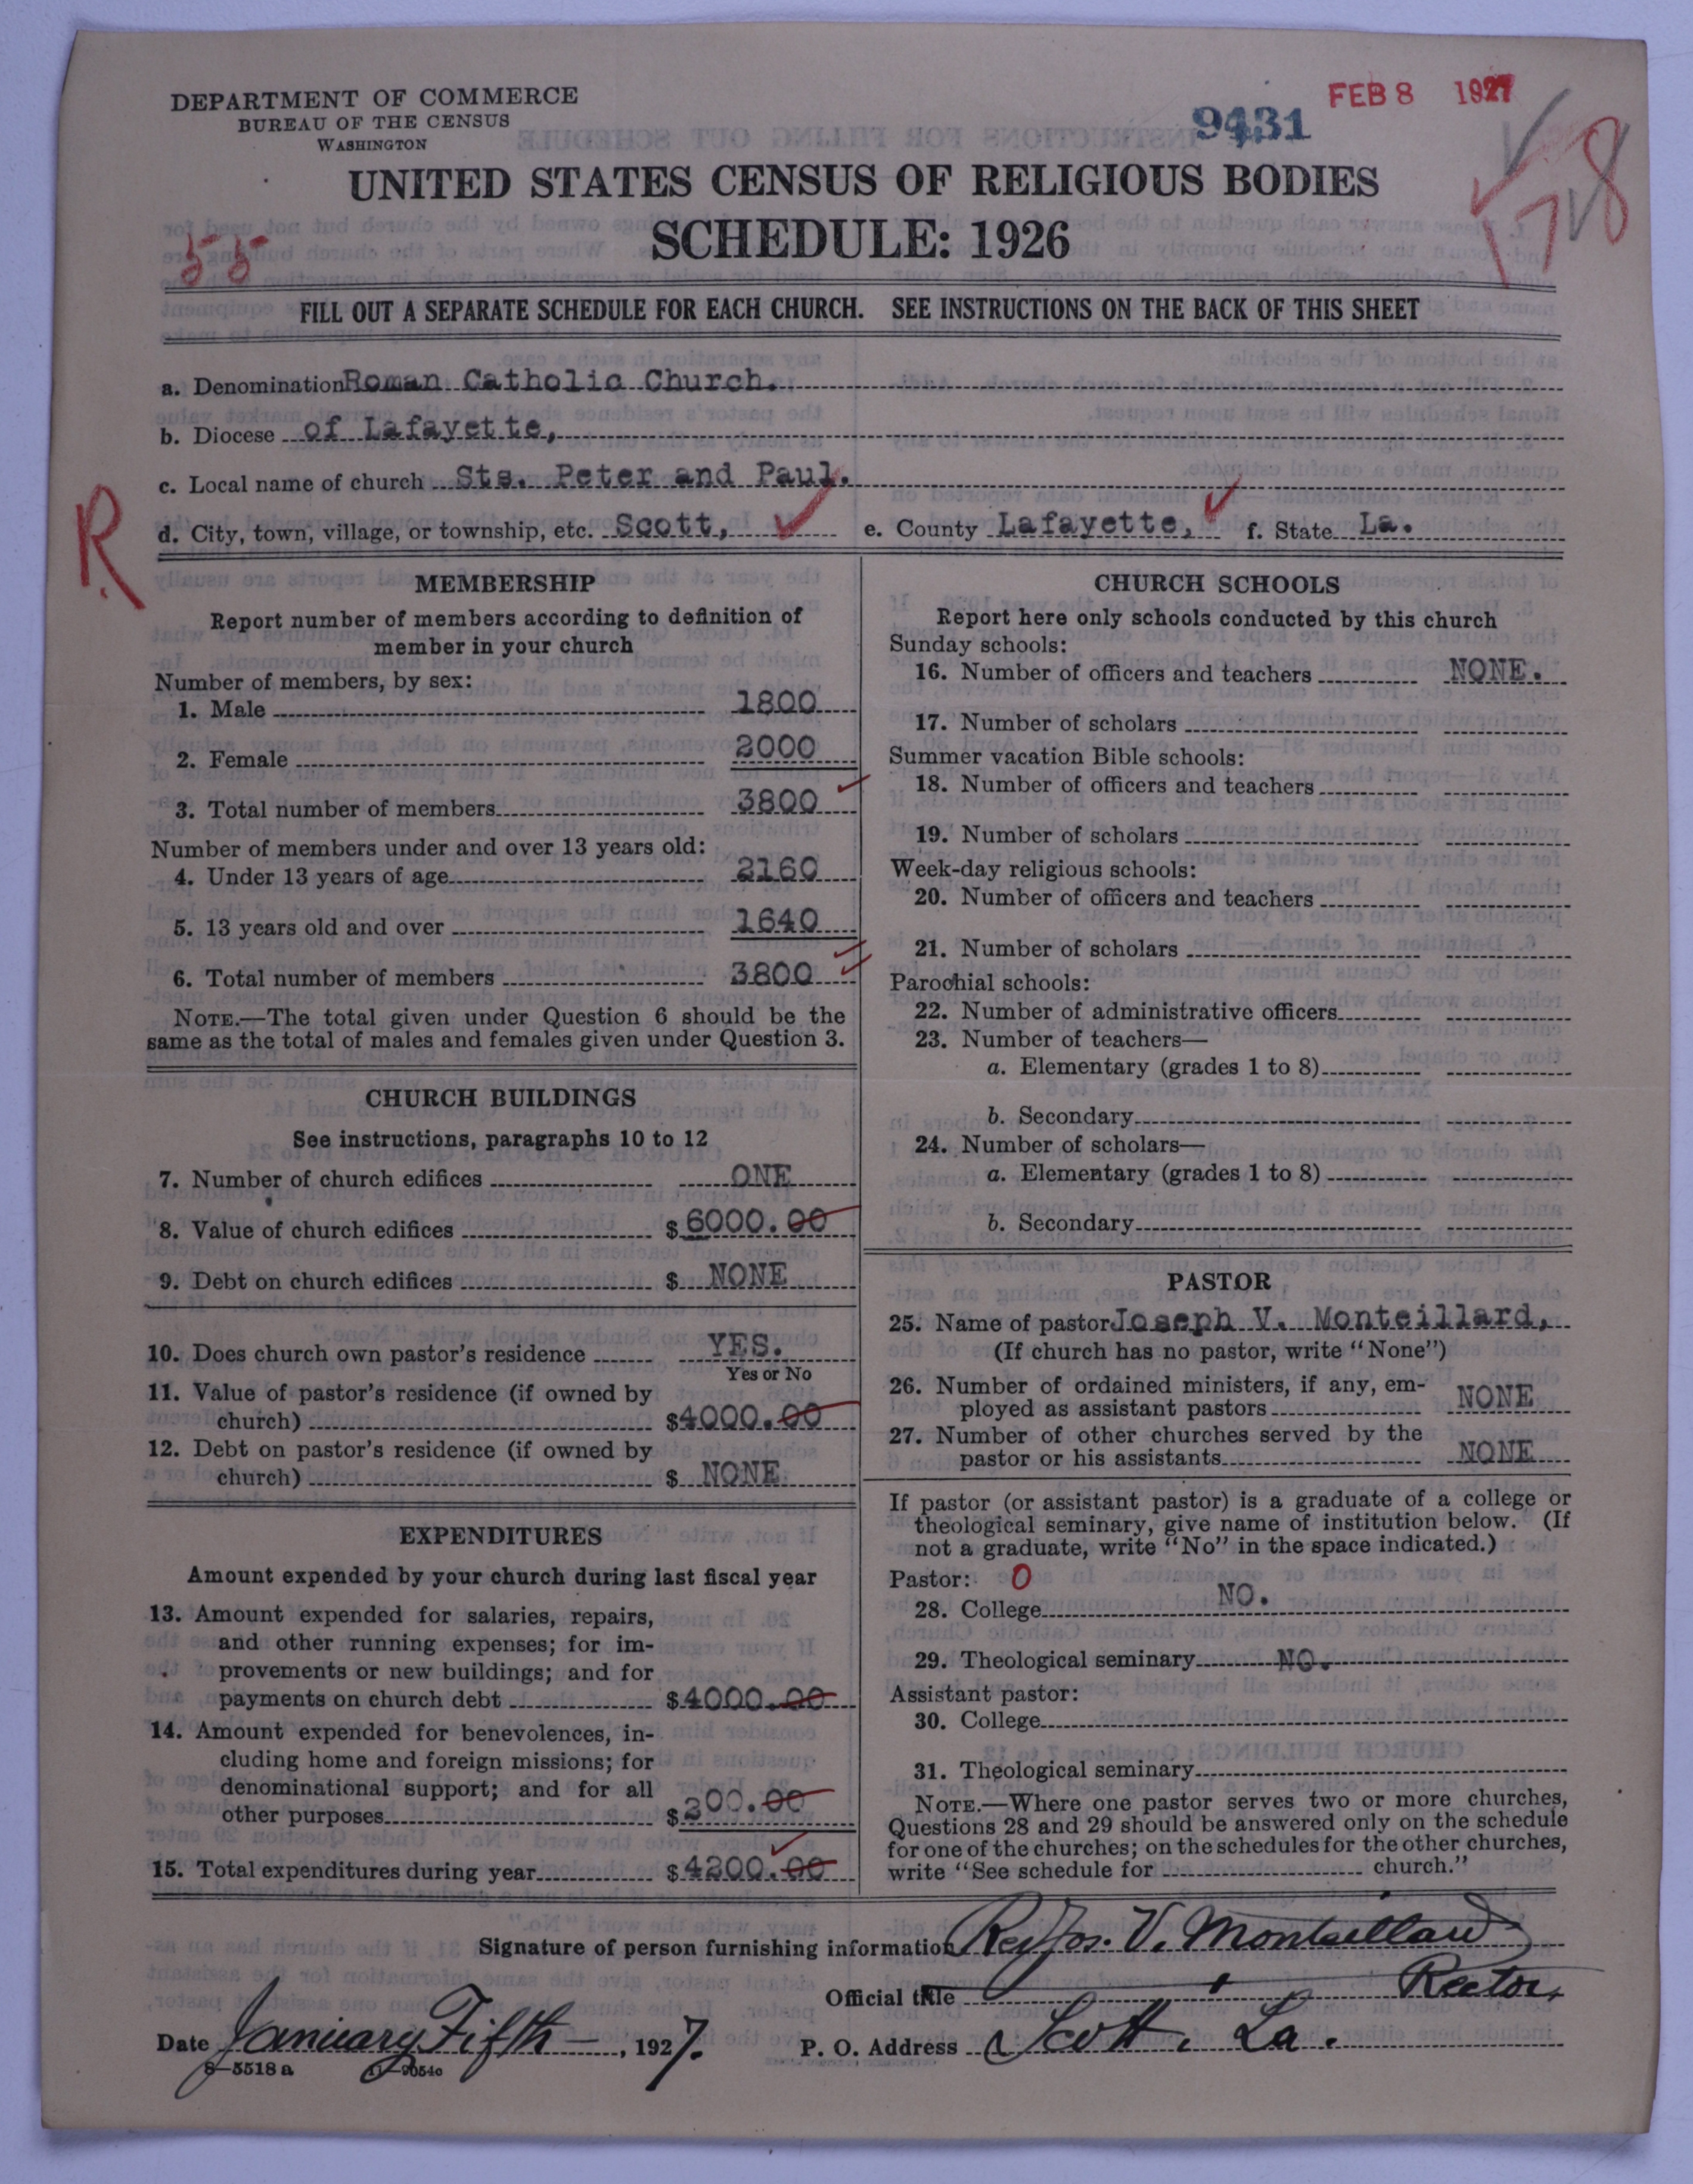 DEPARTMENT OF COMMERCE
BUREAU OF THE CENSUS
WASHINGTON
9431
FEB 8 1927
178
UNITED STATES CENSUS OF RELIGIOUS BODIES
SCHEDULE: 1926
55
FILL OUT A SEPARATE SCHEDULE FOR EACH CHURCH. SEE INSTRUCTIONS ON THE BACK OF THIS SHEET
a. Denomination Roman Catholic Church.
b. Diocese of Lafayette,
c. Local name of church Sts. Peter and Paul.
R
d. City, town, village, or township, etc. Scott, e. County Lafayette, f. State La.
MEMBERSHIP
Report number of members according to definition of
member in your church
Number of members, by sex:
1. Male 1800
2. Female 2000
3. Total number of members 3800
Number of members under and over 13 years old:
4. Under 13 years of age 2160
5. 13 years old and over 1640
6. Total number of members 3800
NOTE.—The total given under Question 6 should be the
same as the total of males and females given under Question 3.
CHURCH BUILDINGS
See instructions, paragraphs 10 to 12
7. Number of church edifices ONE
8. Value of church edifices $6000.00
9. Debt on church edifices $ NONE
10. Does church own pastor's residence YES.
Yes or No
11. Value of pastor's residence (if owned by
church) $4000.00
12. Debt on pastor's residence (if owned by
church) $ NONE
EXPENDITURES
Amount expended by your church during last fiscal year
13. Amount expended for salaries, repairs,
and other running expenses; for im-
provements or new buildings; and for
payments on church debt $4000.00
14. Amount expended for benevolences, in-
cluding home and foreign missions; for
denominational support; and for all
other purposes $200.00
15. Total expenditures during year $4200.00
CHURCH SCHOOLS
Report here only schools conducted by this church
Sunday schools:
16. Number of officers and teachers NONE.
17. Number of scholars
Summer vacation Bible schools:
18. Number of officers and teachers
19. Number of scholars
Week-day religious schools:
20. Number of officers and teachers
21. Number of scholars
Parochial schools:
22. Number of administrative officers
23. Number of teachers—
a. Elementary (grades 1 to 8)
b. Secondary
24. Number of scholars—
a. Elementary (grades 1 to 8)
b. Secondary
PASTOR
25. Name of pastor Joseph V. Monteillard,
(If church has no pastor, write "None")
26. Number of ordained ministers, if any, em-
ployed as assistant pastors NONE
27. Number of other churches served by the
pastor or his assistants NONE
If pastor (or assistant pastor) is a graduate of a college or
theological seminary, give name of institution below. (If
not a graduate, write "No" in the space indicated.)
Pastor: 0
28. College NO.
29. Theological seminary NO.
Assistant pastor:
30. College
31. Theological seminary
NOTE.—Where one pastor serves two or more churches,
Questions 28 and 29 should be answered only on the schedule
for one of the churches; on the schedules for the other churches,
write "See schedule for church."
Signature of person furnishing information Rev Jos. V. Monteillard
Official title Rector,
Date January Fifth, 1927. P. O. Address Scott, La.
8—5518 a